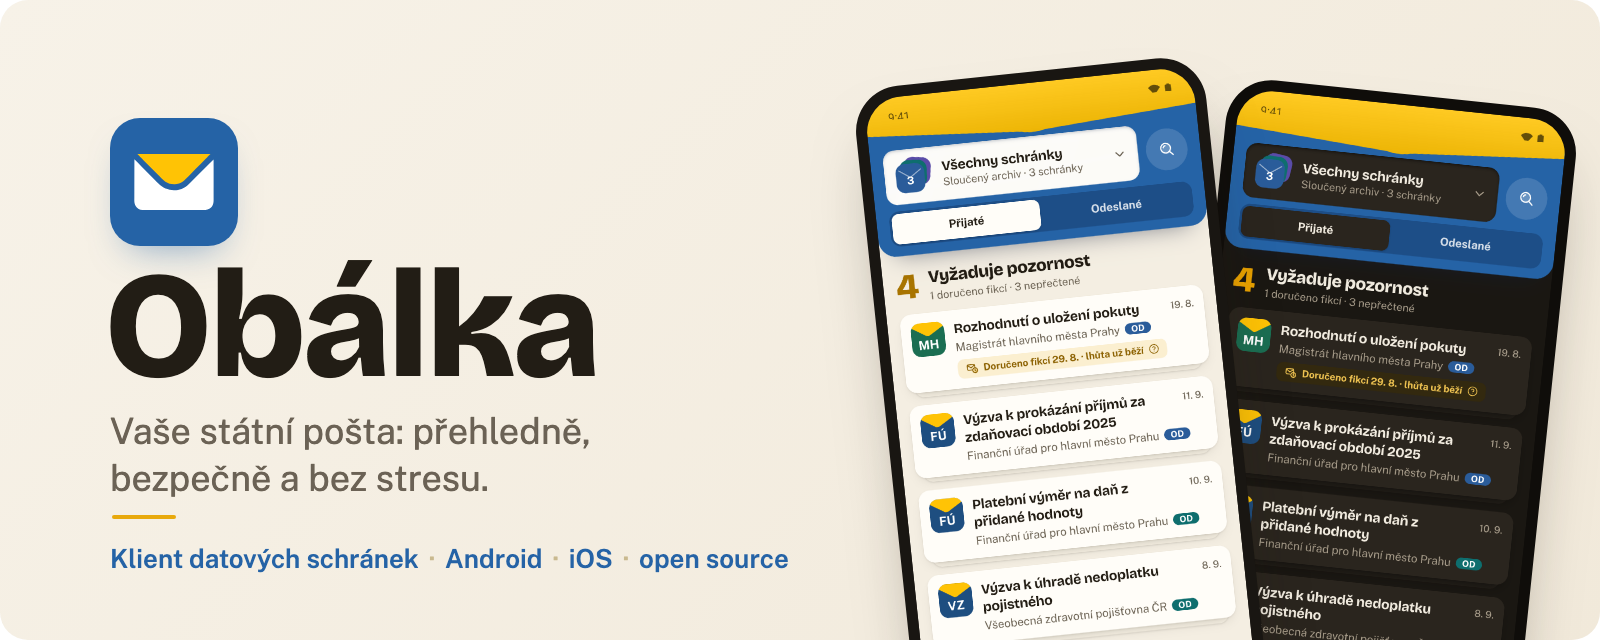 Obálka
Vaše státní pošta: přehledně,
bezpečně a bez stresu.
Klient datových schránek · Android · iOS · open source
9:41
3
Všechny schránky
Sloučený archiv · 3 schránky
Přijaté
Odeslané
4
Vyžaduje pozornost
1 doručeno fikcí · 3 nepřečtené
MH
Rozhodnutí o uložení pokuty
19. 8.
Magistrát hlavního města Prahy OD
Doručeno fikcí 29. 8. · lhůta už běží
FÚ
Výzva k prokázání příjmů za
zdaňovací období 2025
11. 9.
Finanční úřad pro hlavní město Prahu OD
FÚ
Platební výměr na daň z
přidané hodnoty
10. 9.
Finanční úřad pro hlavní město Prahu OD
VZ
Výzva k úhradě nedoplatku
pojistného
8. 9.
Všeobecná zdravotní pojišťovna ČR OD
9:41
3
Všechny schránky
Sloučený archiv · 3 schránky
Přijaté
Odeslané
4
Vyžaduje pozornost
1 doručeno fikcí · 3 nepřečtené
MH
Rozhodnutí o uložení pokuty
19. 8.
Magistrát hlavního města Prahy OD
Doručeno fikcí 29. 8. · lhůta už běží
FÚ
Výzva k prokázání příjmů za
zdaňovací období 2025
11. 9.
Finanční úřad pro hlavní město Prahu OD
Platební výměr na daň z
přidané hodnoty
10. 9.
Finanční úřad pro hlavní město Prahu OD
Výzva k úhradě nedoplatku
ojistného
8. 9.